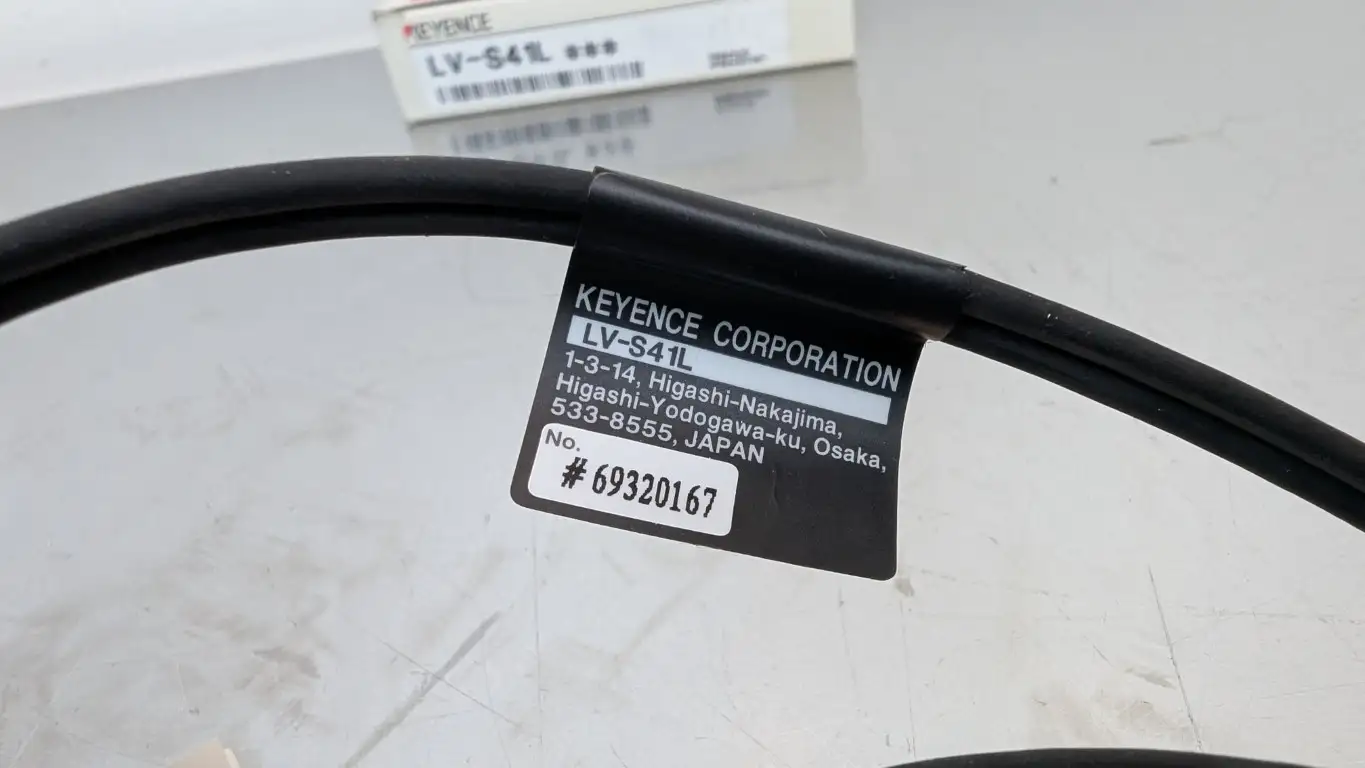 KEYENCE
LV-S41L ***
KEYENCE CORPORATION
LV-S41L
1-3-14, Higashi-Nakajima,
Higashi-Yodogawa-ku, Osaka,
533-8555, JAPAN
No.
#69320167